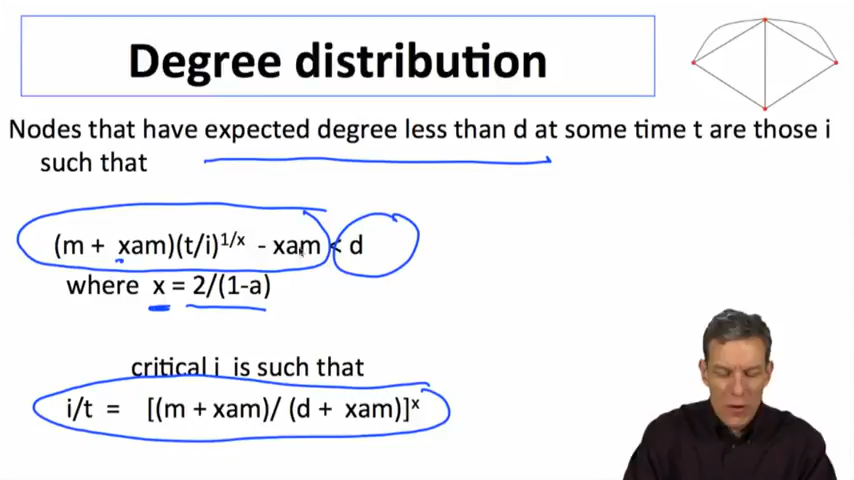 Degree distribution
Nodes that have expected degree less than d at some time t are those i
such that
(m + xam)(t/i)^1/x - xam < d
where x = 2/(1-a)
critical i is such that
i/t = [(m + xam)/ (d + xam)]^x